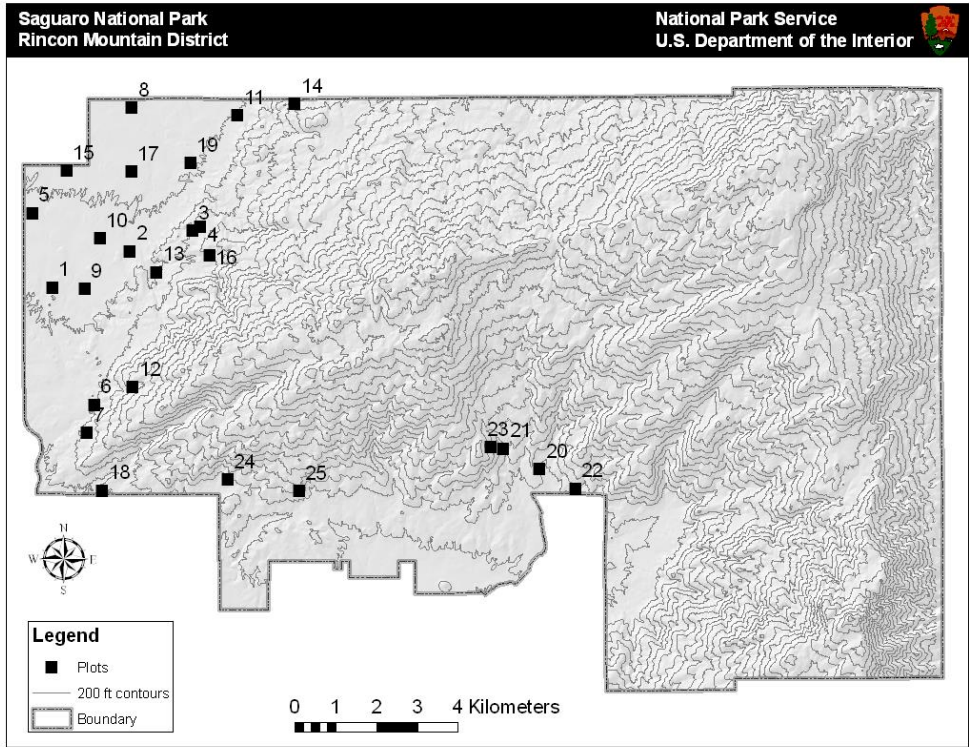 Saguaro National Park
Rincon Mountain District
National Park Service
U.S. Department of the Interior
8
11
14
15
17
19
5
10
2
3
4
13
16
1
9
12
6
7
18
24
25
23
21
20
22
N
W
E
S
Legend
Plots
200 ft contours
Boundary
0 1 2 3 4 Kilometers